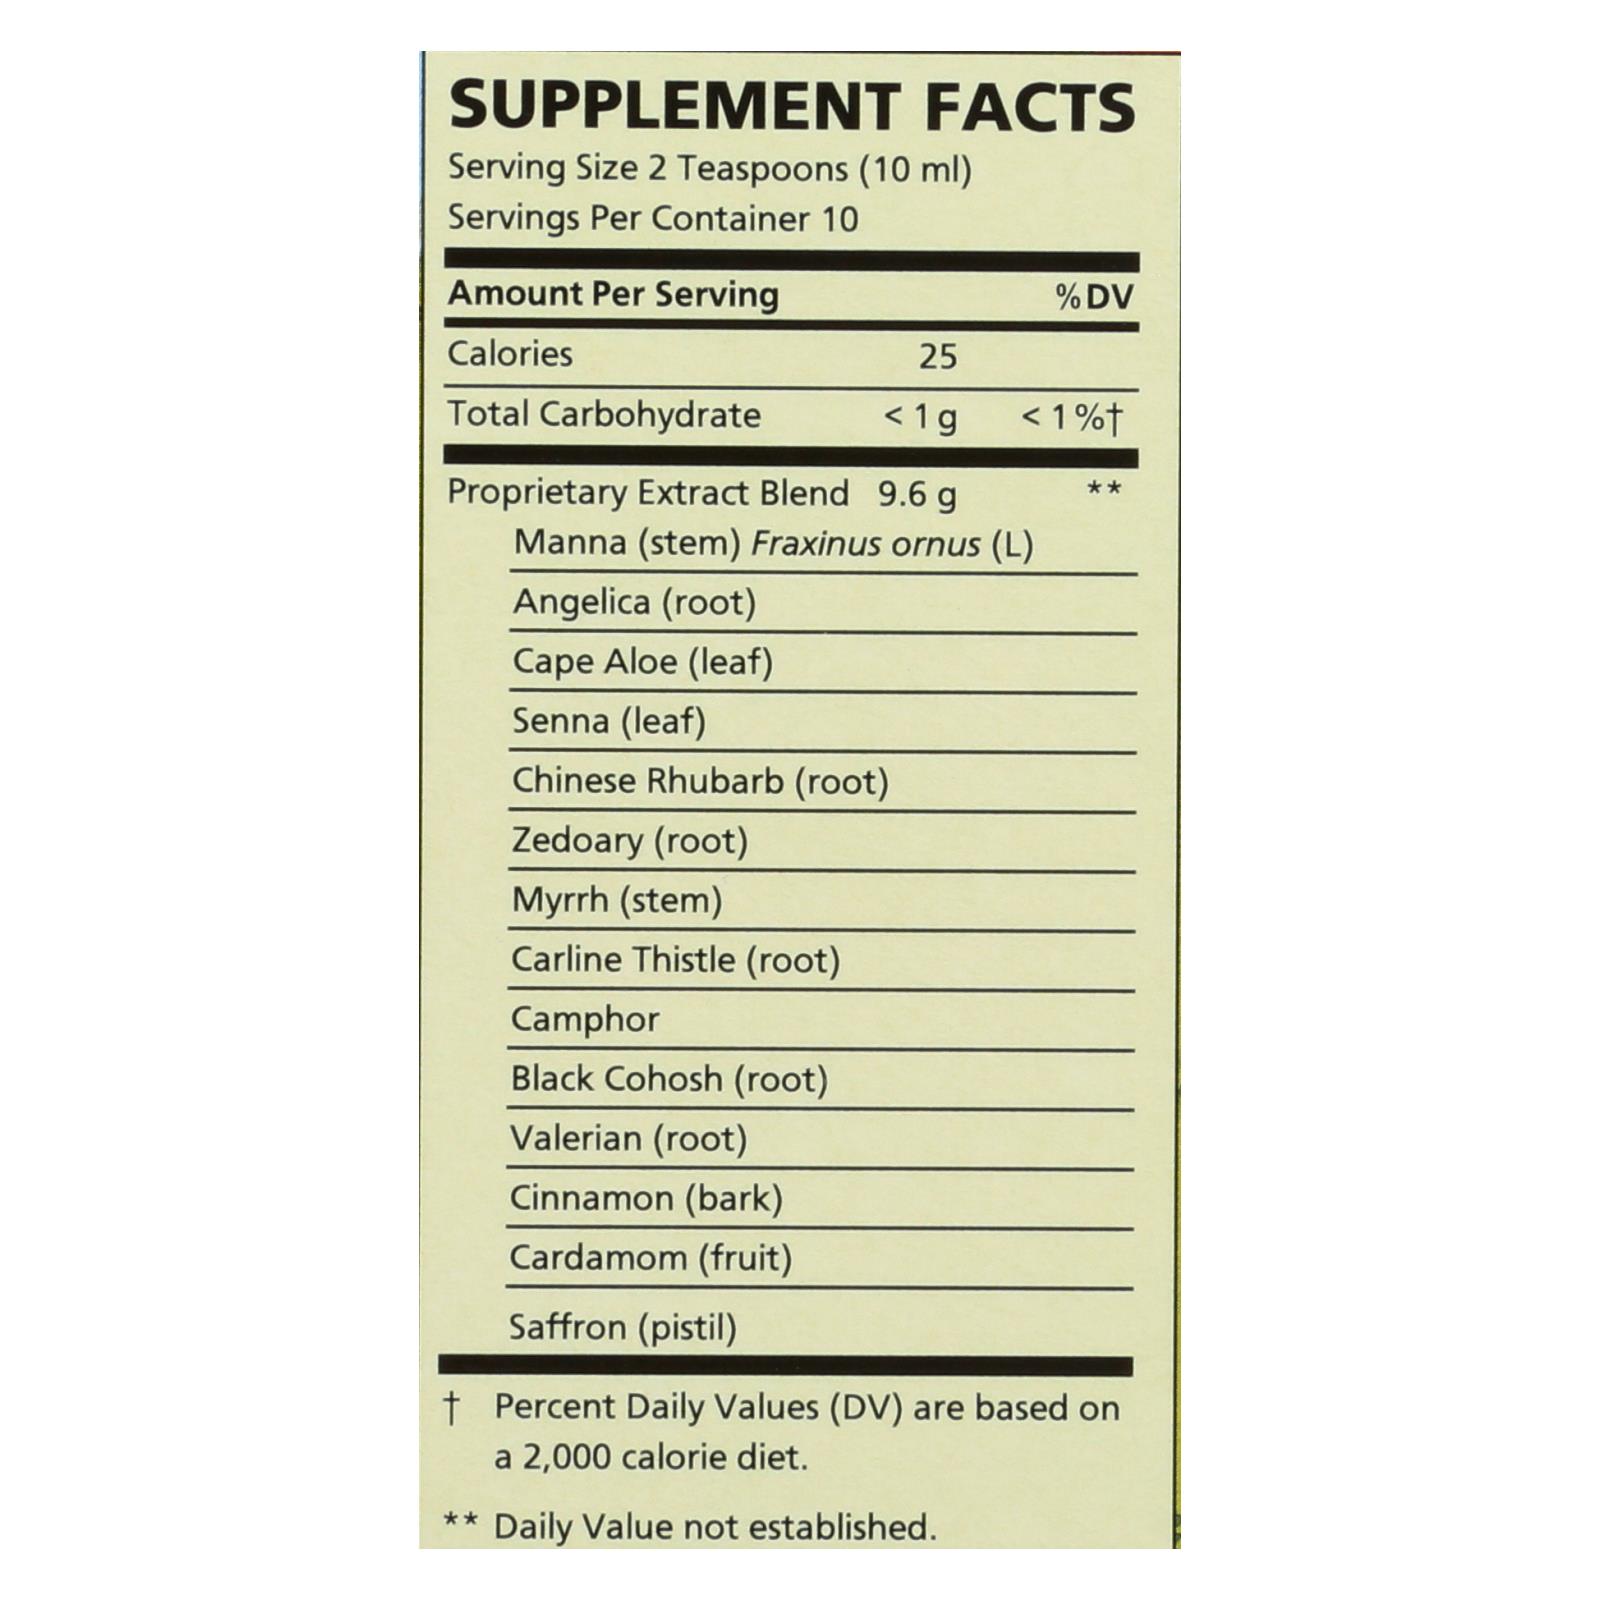 SUPPLEMENT FACTS
Serving Size 2 Teaspoons (10 ml)
Servings Per Container 10
Amount Per Serving %DV
Calories 25
Total Carbohydrate < 1 g < 1%†
Proprietary Extract Blend 9.6 g **
Manna (stem) Fraxinus ornus (L)
Angelica (root)
Cape Aloe (leaf)
Senna (leaf)
Chinese Rhubarb (root)
Zedoary (root)
Myrrh (stem)
Carline Thistle (root)
Camphor
Black Cohosh (root)
Valerian (root)
Cinnamon (bark)
Cardamom (fruit)
Saffron (pistil)
† Percent Daily Values (DV) are based on
a 2,000 calorie diet.
** Daily Value not established.